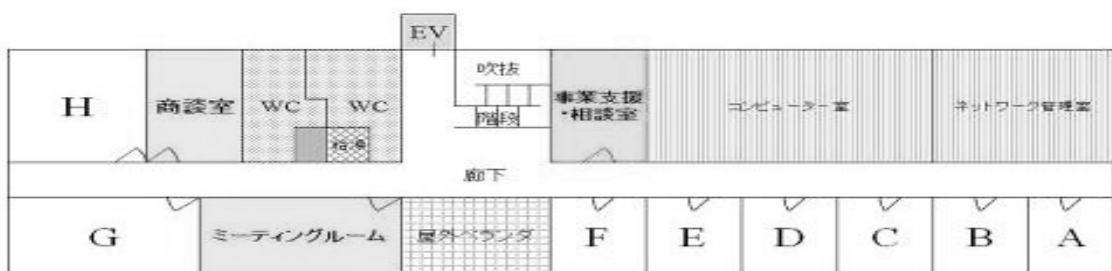 EV
吹抜
H
商談室
WC
WC
階段
事業支援
・相談室
コンピューター室
ネットワーク管理室
給湯
廊下
G
ミーティングルーム
屋外ベランダ
F
E
D
C
B
A